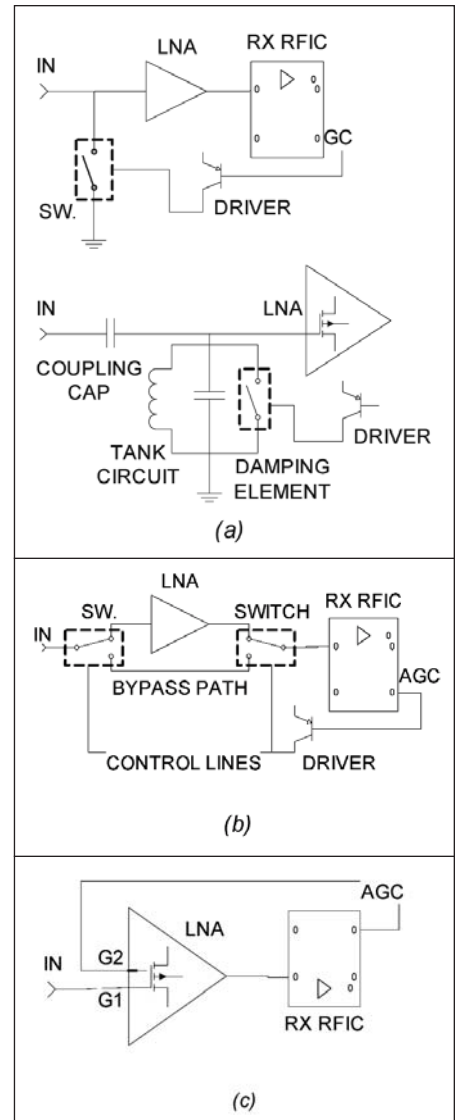 LNA
RX RFIC
IN
GC
SW.
DRIVER
IN
LNA
COUPLING
CAP
DRIVER
TANK
CIRCUIT
DAMPING
ELEMENT
(a)
LNA
SW.
SWITCH
RX RFIC
IN
BYPASS PATH
AGC
CONTROL LINES
DRIVER
(b)
AGC
LNA
G2
IN
G1
RX RFIC
(c)